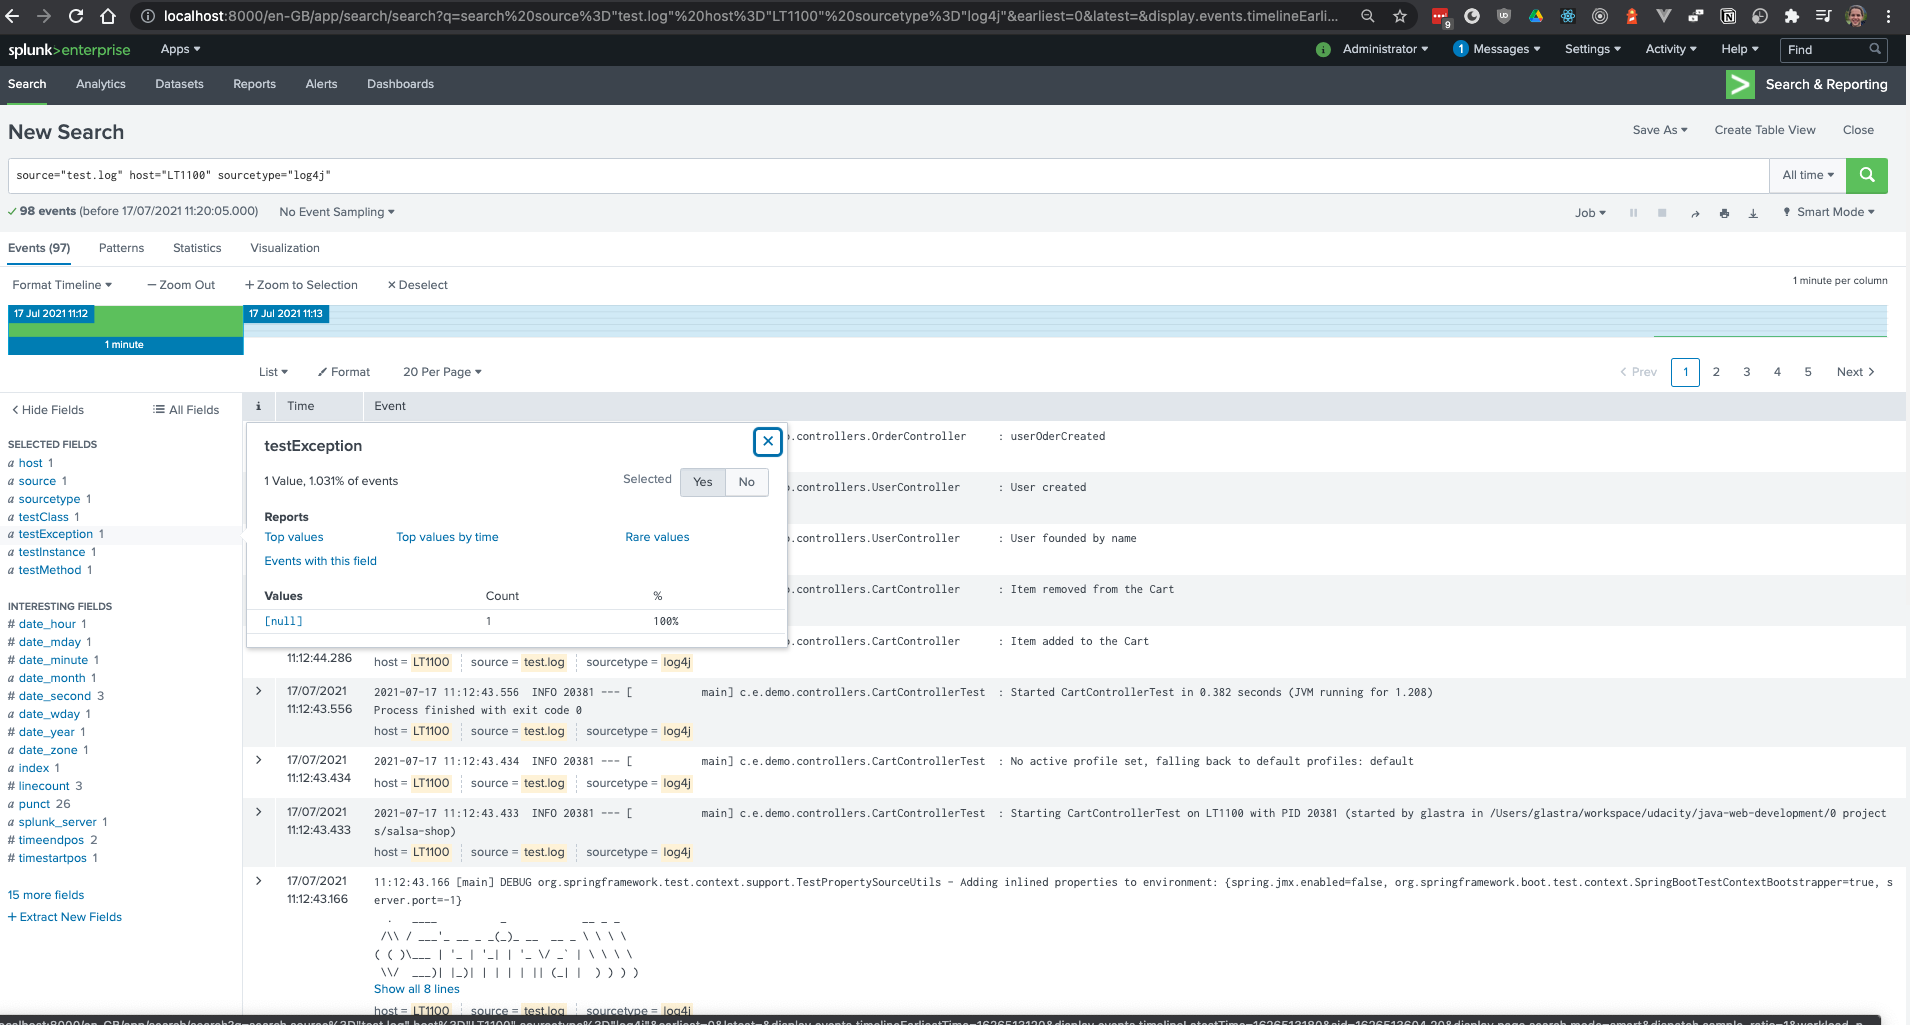 localhost:8000/en-GB/app/search/search?q=search%20source%3D"test.log"%20host%3D"LT1100"%20sourcetype%3D"log4j"&earliest=0&latest=&display.events.timelineEarli...
9
splunk>enterprise Apps
i Administrator 1 Messages Settings Activity Help Find
Search Analytics Datasets Reports Alerts Dashboards
Search & Reporting
New Search
Save As Create Table View Close
source="test.log" host="LT1100" sourcetype="log4j"
All time
98 events (before 17/07/2021 11:20:05.000) No Event Sampling
Job Smart Mode
Events (97) Patterns Statistics Visualization
Format Timeline — Zoom Out + Zoom to Selection × Deselect
1 minute per column
17 Jul 2021 11:12 17 Jul 2021 11:13
1 minute
List Format 20 Per Page
< Prev 1 2 3 4 5 Next >
< Hide Fields All Fields
i Time Event
SELECTED FIELDS
a host 1
a source 1
a sourcetype 1
a testClass 1
a testException 1
a testInstance 1
a testMethod 1
INTERESTING FIELDS
# date_hour 1
# date_mday 1
# date_minute 1
a date_month 1
# date_second 3
a date_wday 1
# date_year 1
a date_zone 1
a index 1
# linecount 3
a punct 26
a splunk_server 1
# timeendpos 2
# timestartpos 1
15 more fields
+ Extract New Fields
testException
1 Value, 1.031% of events
Selected Yes No
Reports
Top values Top values by time Rare values
Events with this field
Values Count %
[null] 1 100%
o.controllers.OrderController : userOderCreated
o.controllers.UserController : User created
o.controllers.UserController : User founded by name
o.controllers.CartController : Item removed from the Cart
o.controllers.CartController : Item added to the Cart
11:12:44.286 host = LT1100 source = test.log sourcetype = log4j
17/07/2021 2021-07-17 11:12:43.556 INFO 20381 --- [ main] c.e.demo.controllers.CartControllerTest : Started CartControllerTest in 0.382 seconds (JVM running for 1.208)
11:12:43.556 Process finished with exit code 0
host = LT1100 source = test.log sourcetype = log4j
17/07/2021 2021-07-17 11:12:43.434 INFO 20381 --- [ main] c.e.demo.controllers.CartControllerTest : No active profile set, falling back to default profiles: default
11:12:43.434 host = LT1100 source = test.log sourcetype = log4j
17/07/2021 2021-07-17 11:12:43.433 INFO 20381 --- [ main] c.e.demo.controllers.CartControllerTest : Starting CartControllerTest on LT1100 with PID 20381 (started by glastra in /Users/glastra/workspace/udacity/java-web-development/0 project
11:12:43.433 s/salsa-shop)
host = LT1100 source = test.log sourcetype = log4j
17/07/2021 11:12:43.166 [main] DEBUG org.springframework.test.context.support.TestPropertySourceUtils - Adding inlined properties to environment: {spring.jmx.enabled=false, org.springframework.boot.test.context.SpringBootTestContextBootstrapper=true, s
11:12:43.166 erver.port=-1}
  .   ____          _            __ _ _
 /\\ / ___'_ __ _ _(_)_ __  __ _ \ \ \ \
( ( )\___ | '_ | '_| | '_ \/ _` | \ \ \ \
 \\/  ___)| |_)| | | | | || (_| |  ) ) ) )
Show all 8 lines
host = LT1100 source = test.log sourcetype = log4j